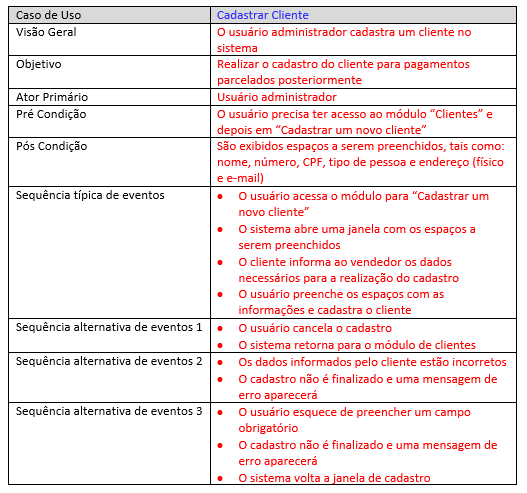 Caso de Uso
Cadastrar Cliente
Visão Geral
O usuário administrador cadastra um cliente no
sistema
Objetivo
Realizar o cadastro do cliente para pagamentos
parcelados posteriormente
Ator Primário
Usuário administrador
Pré Condição
O usuário precisa ter acesso ao módulo “Clientes” e
depois em “Cadastrar um novo cliente”
Pós Condição
São exibidos espaços a serem preenchidos, tais como:
nome, número, CPF, tipo de pessoa e endereço (físico
e e-mail)
Sequência típica de eventos
• O usuário acessa o módulo para “Cadastrar um
novo cliente”
• O sistema abre uma janela com os espaços a
serem preenchidos
• O cliente informa ao vendedor os dados
necessários para a realização do cadastro
• O usuário preenche os espaços com as
informações e cadastra o cliente
Sequência alternativa de eventos 1
• O usuário cancela o cadastro
• O sistema retorna para o módulo de clientes
Sequência alternativa de eventos 2
• Os dados informados pelo cliente estão incorretos
• O cadastro não é finalizado e uma mensagem de
erro aparecerá
Sequência alternativa de eventos 3
• O usuário esquece de preencher um campo
obrigatório
• O cadastro não é finalizado e uma mensagem de
erro aparecerá
• O sistema volta a janela de cadastro